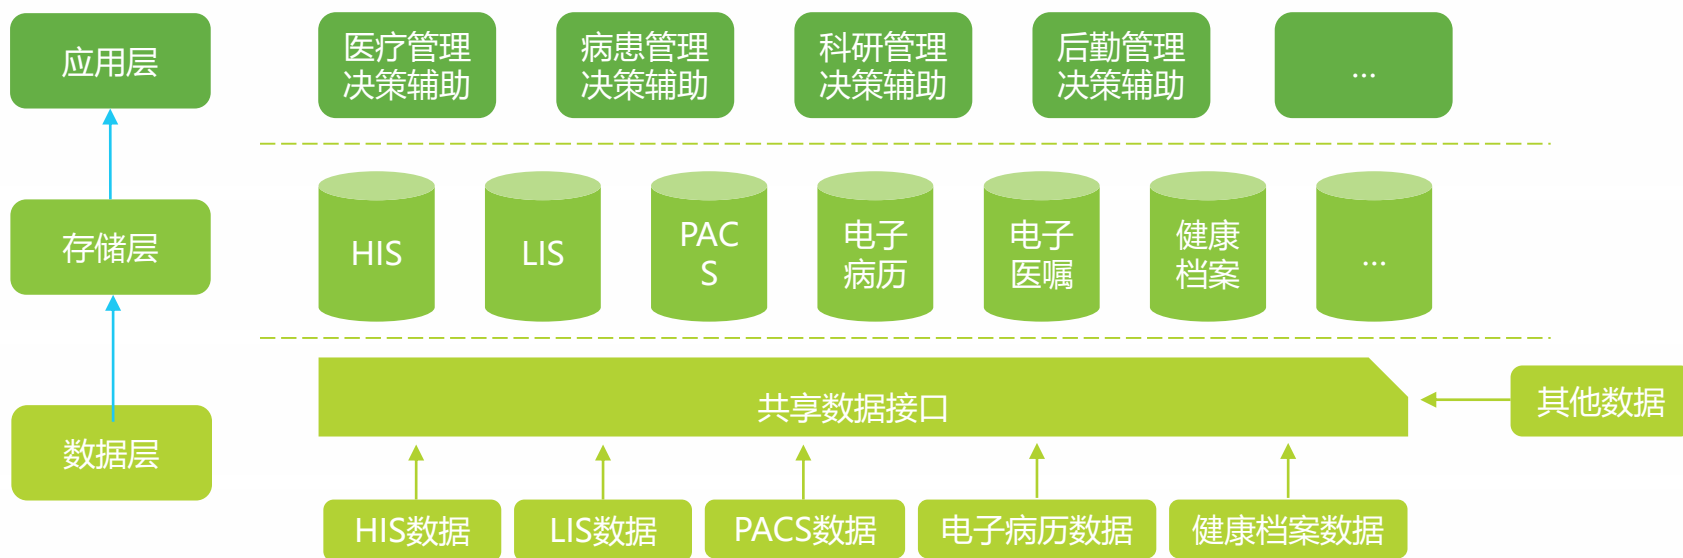 应用层
医疗管理
决策辅助
病患管理
决策辅助
科研管理
决策辅助
后勤管理
决策辅助
...
存储层
HIS
LIS
PAC
S
电子
病历
电子
医嘱
健康
档案
...
数据层
共享数据接口
其他数据
HIS数据
LIS数据
PACS数据
电子病历数据
健康档案数据